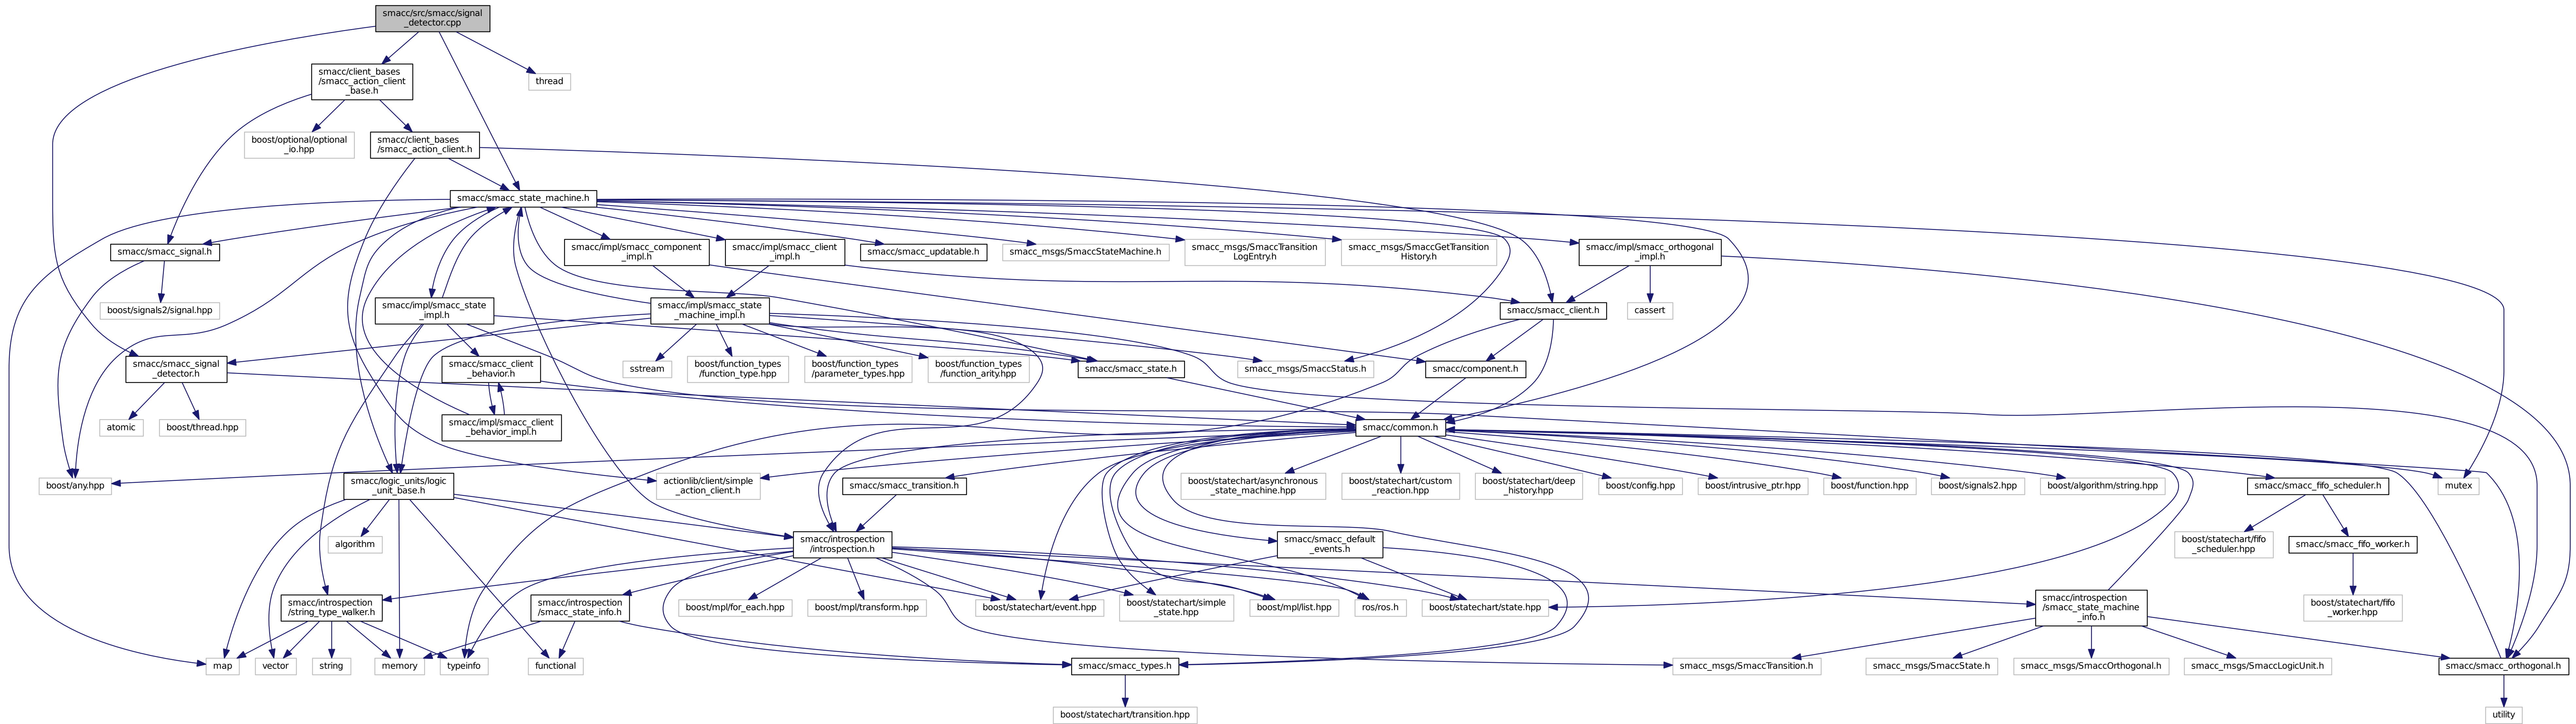 smacc/src/smacc/signal
_detector.cpp
smacc/client_bases
/smacc_action_client
_base.h
thread
boost/optional/optional
_io.hpp
smacc/client_bases
/smacc_action_client.h
smacc/smacc_state_machine.h
smacc/smacc_signal.h
smacc/impl/smacc_component
_impl.h
smacc/impl/smacc_client
_impl.h
smacc/smacc_updatable.h
smacc_msgs/SmaccStateMachine.h
smacc_msgs/SmaccTransition
LogEntry.h
smacc_msgs/SmaccGetTransition
History.h
smacc/impl/smacc_orthogonal
_impl.h
boost/signals2/signal.hpp
smacc/impl/smacc_state
_impl.h
smacc/impl/smacc_state
_machine_impl.h
smacc/smacc_client.h
cassert
smacc/smacc_signal
_detector.h
smacc/smacc_client
_behavior.h
sstream
boost/function_types
/function_type.hpp
boost/function_types
/parameter_types.hpp
boost/function_types
/function_arity.hpp
smacc/smacc_state.h
smacc_msgs/SmaccStatus.h
smacc/component.h
atomic
boost/thread.hpp
smacc/impl/smacc_client
_behavior_impl.h
smacc/common.h
boost/any.hpp
smacc/logic_units/logic
_unit_base.h
actionlib/client/simple
_action_client.h
smacc/smacc_transition.h
boost/statechart/asynchronous
_state_machine.hpp
boost/statechart/custom
_reaction.hpp
boost/statechart/deep
_history.hpp
boost/config.hpp
boost/intrusive_ptr.hpp
boost/function.hpp
boost/signals2.hpp
boost/algorithm/string.hpp
smacc/smacc_fifo_scheduler.h
mutex
algorithm
smacc/introspection
/introspection.h
smacc/smacc_default
_events.h
boost/statechart/fifo
_scheduler.hpp
smacc/smacc_fifo_worker.h
smacc/introspection
/string_type_walker.h
smacc/introspection
/smacc_state_info.h
boost/mpl/for_each.hpp
boost/mpl/transform.hpp
boost/statechart/event.hpp
boost/statechart/simple
_state.hpp
boost/mpl/list.hpp
ros/ros.h
boost/statechart/state.hpp
smacc/introspection
/smacc_state_machine
_info.h
boost/statechart/fifo
_worker.hpp
map
vector
string
memory
typeinfo
functional
smacc/smacc_types.h
smacc_msgs/SmaccTransition.h
smacc_msgs/SmaccState.h
smacc_msgs/SmaccOrthogonal.h
smacc_msgs/SmaccLogicUnit.h
smacc/smacc_orthogonal.h
boost/statechart/transition.hpp
utility